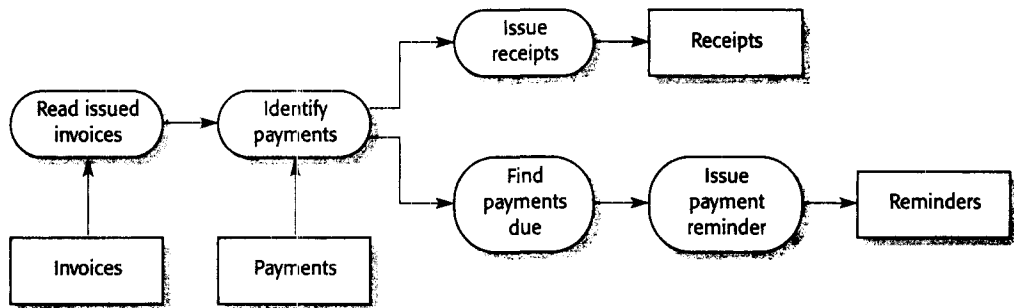 Issue
receipts
Receipts
Read issued
invoices
Identify
payments
Find
payments
due
Issue
payment
reminder
Reminders
Invoices
Payments